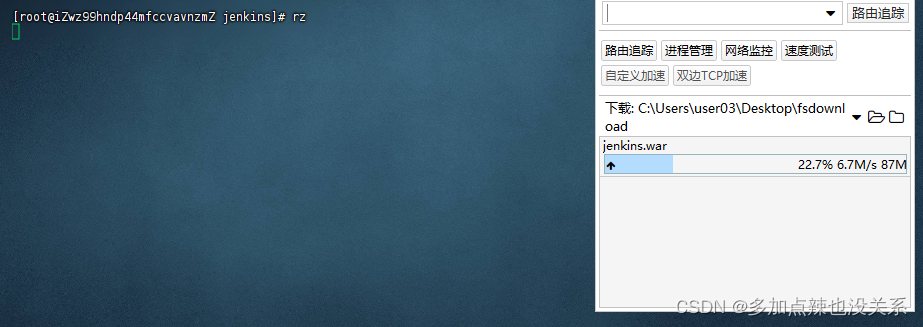 [root@iZwz99hndp44mfccvavnzmZ jenkins]# rz
路由追踪
路由追踪 进程管理 网络监控 速度测试
自定义加速 双边TCP加速
下载: C:\Users\user03\Desktop\fsdownl
oad
jenkins.war
22.7% 6.7M/s 87M
CSDN @多加点辣也没关系